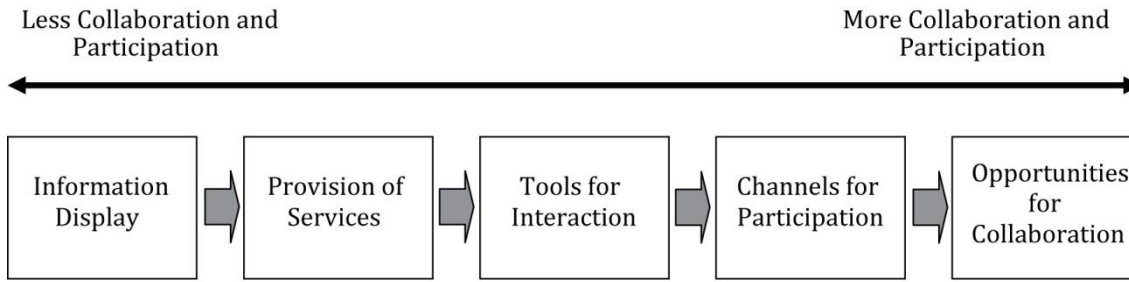 Less Collaboration and
Participation
More Collaboration and
Participation
Information
Display
Provision of
Services
Tools for
Interaction
Channels for
Participation
Opportunities
for
Collaboration